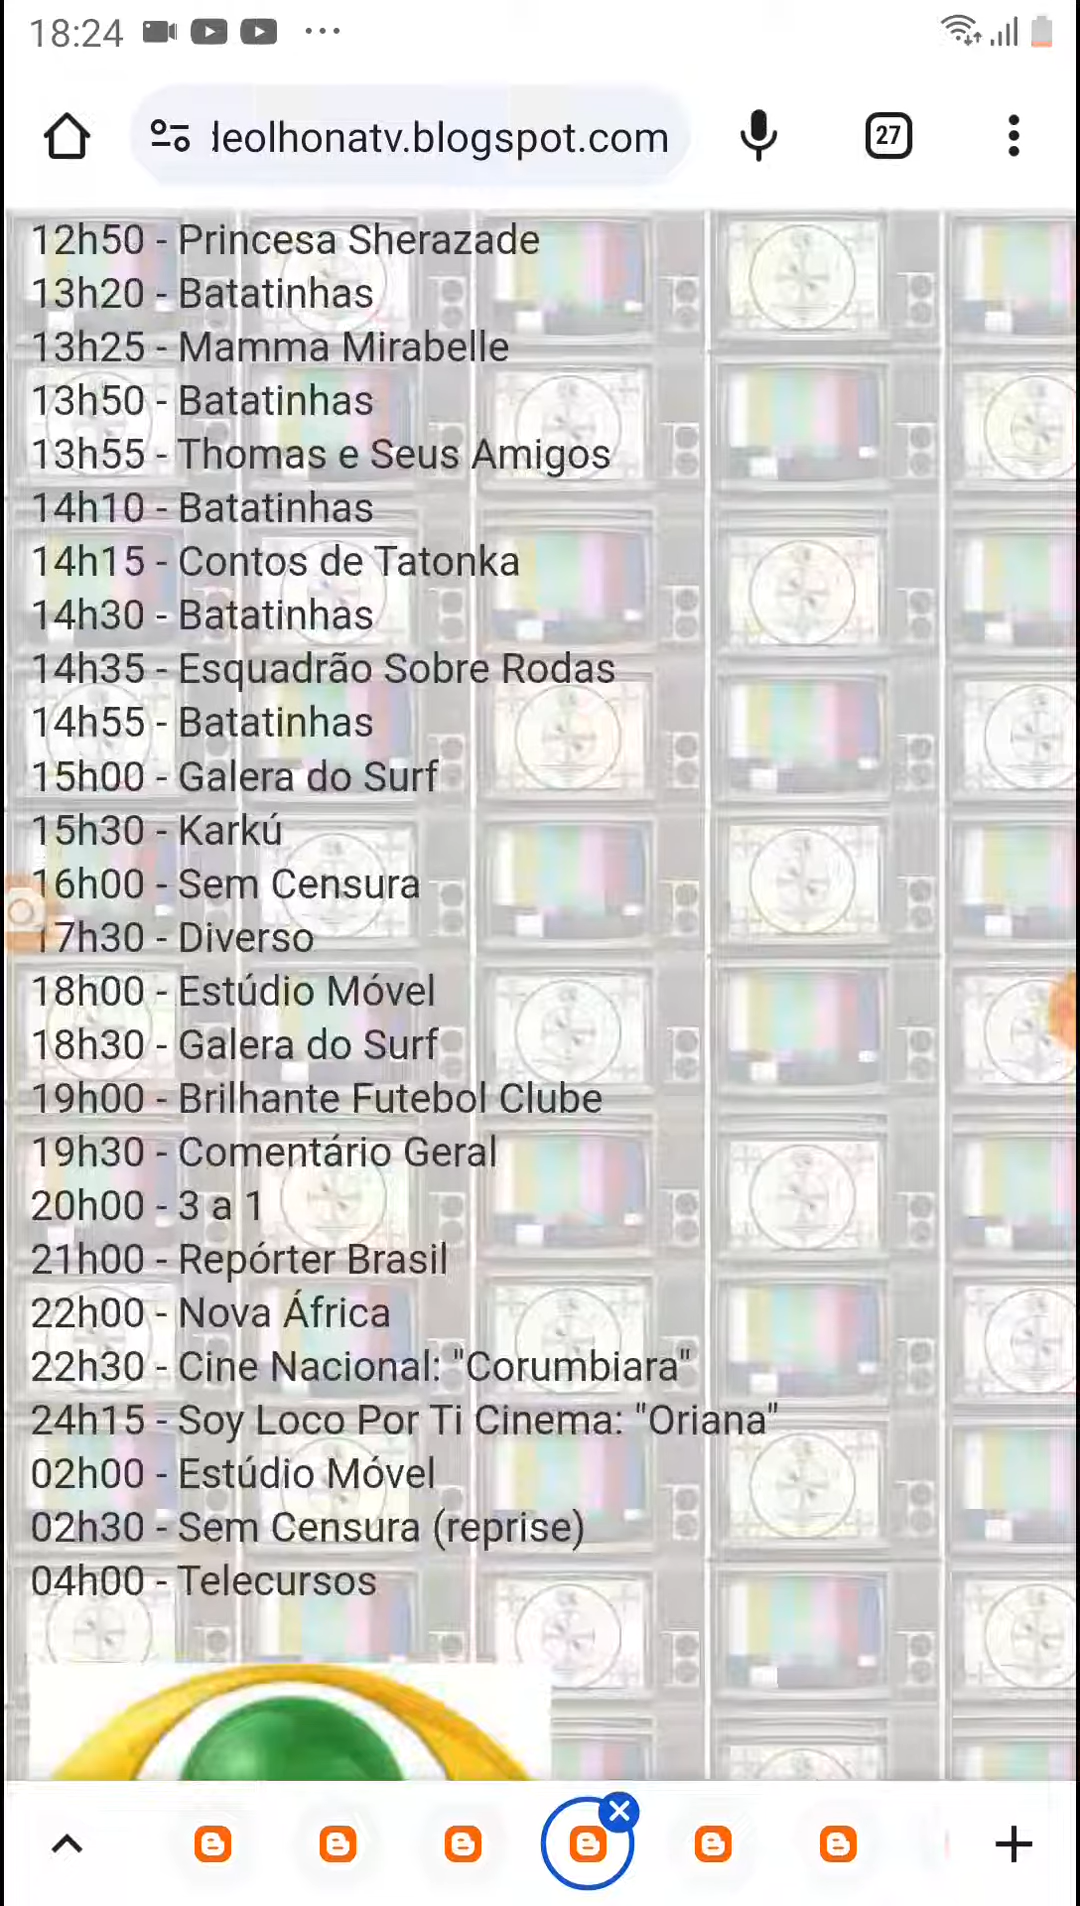 18:24
leolhonatv.blogspot.com
27
12h50 - Princesa Sherazade
13h20 - Batatinhas
13h25 - Mamma Mirabelle
13h50 - Batatinhas
13h55 - Thomas e Seus Amigos
14h10 - Batatinhas
14h15 - Contos de Tatonka
14h30 - Batatinhas
14h35 - Esquadrão Sobre Rodas
14h55 - Batatinhas
15h00 - Galera do Surf
15h30 - Karkú
16h00 - Sem Censura
17h30 - Diverso
18h00 - Estúdio Móvel
18h30 - Galera do Surf
19h00 - Brilhante Futebol Clube
19h30 - Comentário Geral
20h00 - 3 a 1
21h00 - Repórter Brasil
22h00 - Nova África
22h30 - Cine Nacional: "Corumbiara"
24h15 - Soy Loco Por Ti Cinema: "Oriana"
02h00 - Estúdio Móvel
02h30 - Sem Censura (reprise)
04h00 - Telecursos